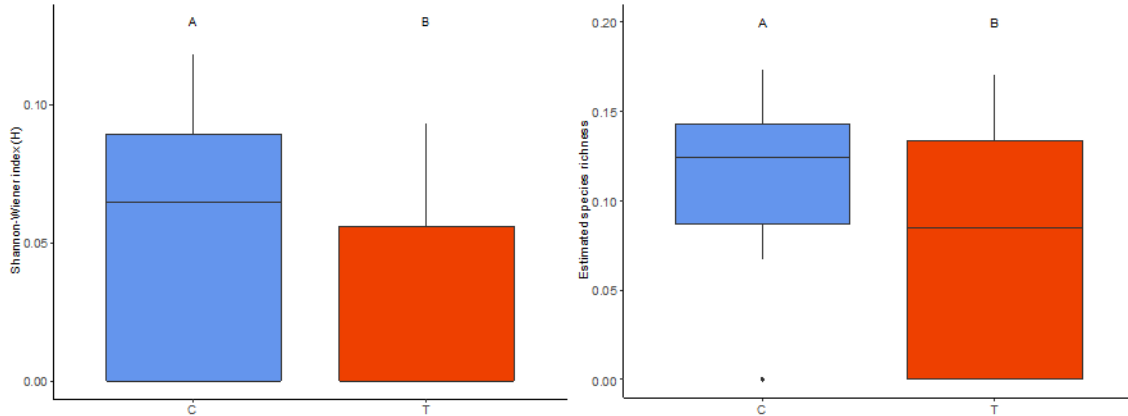 A B
0.10
0.05
0.00
Shannon-Wiener index (H)
C T
0.20
A B
0.15
0.10
0.05
0.00
Estimated species richness
C T